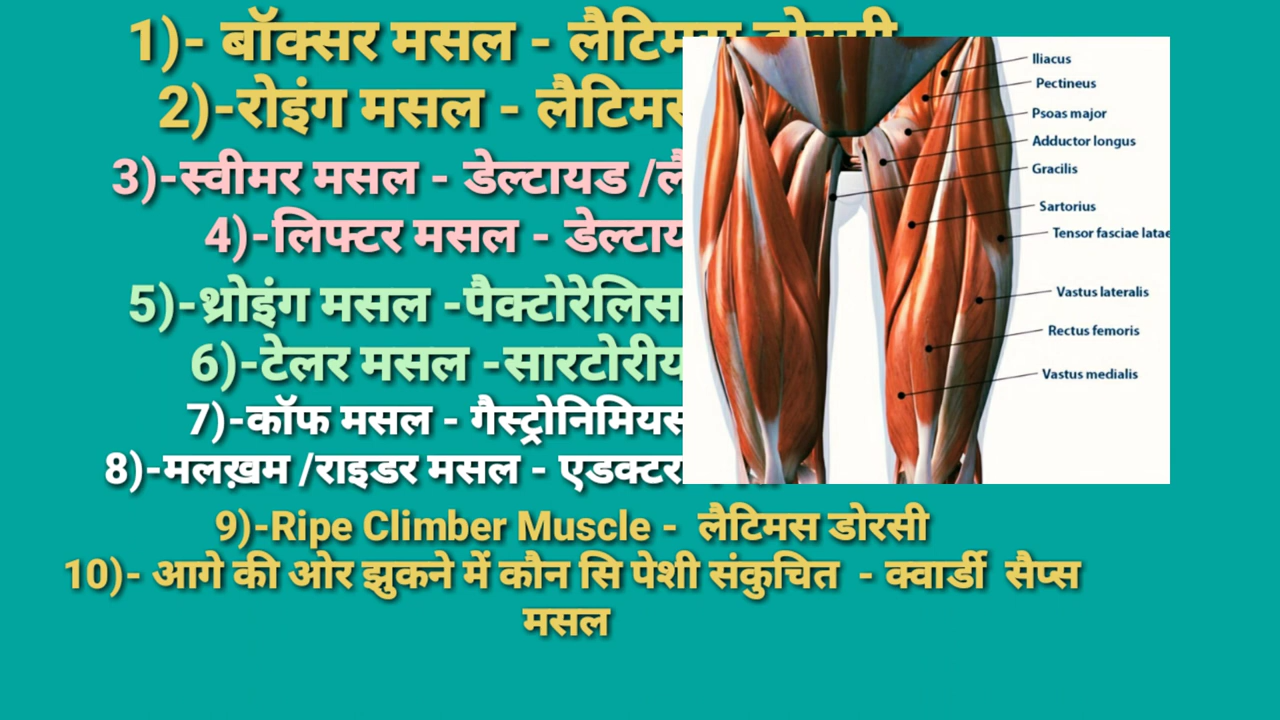 1)- बॉक्सर मसल - लैटिमस डोरसी
2)-रोइंग मसल - लैटिमस
3)-स्वीमर मसल - डेल्टायड /लै
4)-लिफ्टर मसल - डेल्टाय
5)-थ्रोइंग मसल -पैक्टोरेलिस
6)-टेलर मसल -सारटोरीय
7)-कॉफ मसल - गैस्ट्रोनिमियस
8)-मलख़म /राइडर मसल - एडक्टर
9)-Ripe Climber Muscle - लैटिमस डोरसी
10)- आगे की ओर झुकने में कौन सि पेशी संकुचित - क्वार्डी सैप्स
मसल
Iliacus
Pectineus
Psoas major
Adductor longus
Gracilis
Sartorius
Tensor fasciae latae
Vastus lateralis
Rectus femoris
Vastus medialis